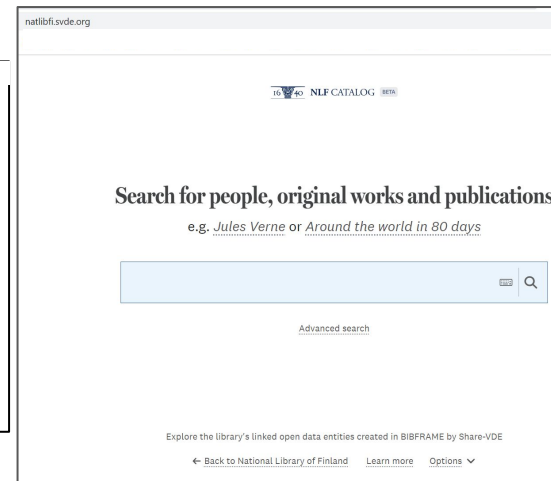 natlibfi.svde.org
16 40 NLF CATALOG BETA
Search for people, original works and publications
e.g. Jules Verne or Around the world in 80 days
Advanced search
Explore the library's linked open data entities created in BIBFRAME by Share-VDE
← Back to National Library of Finland Learn more Options